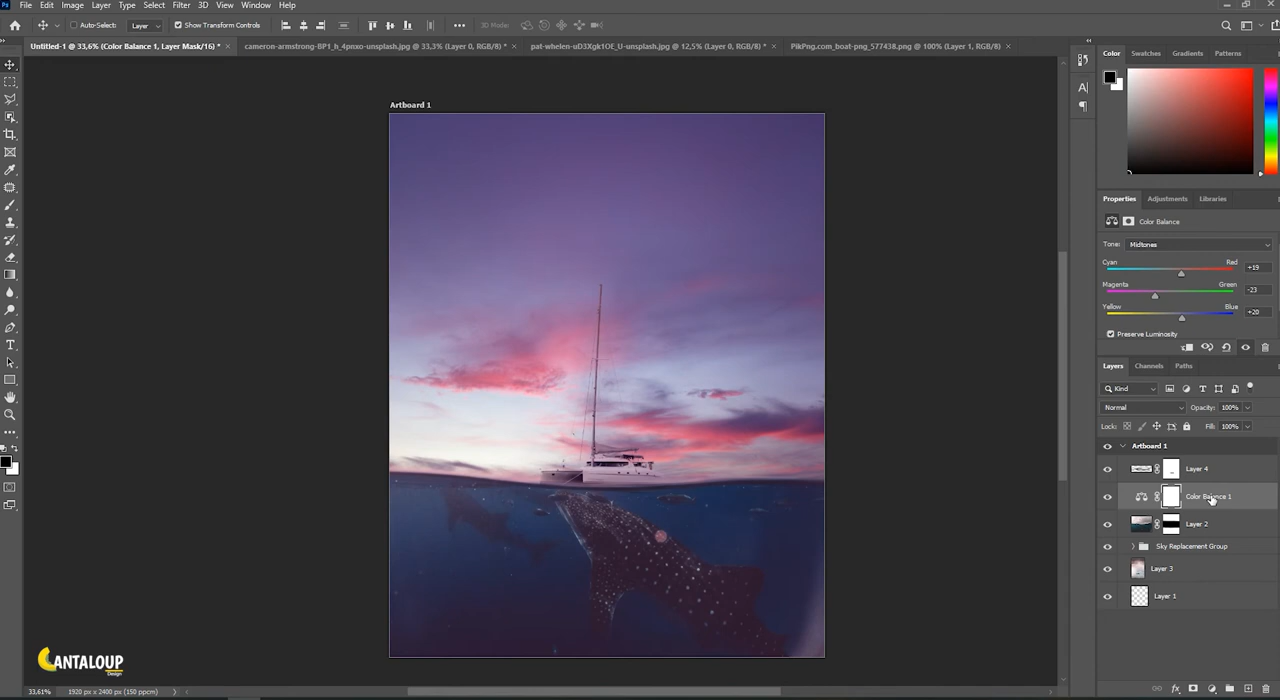 Ps File Edit Image Layer Type Select Filter 3D View Window Help
Auto-Select: Layer Show Transform Controls ••• 3D Mode:
Untitled-1 @ 33,6% (Color Balance 1, Layer Mask/16) * × cameron-armstrong-BP1_h_4pnxo-unsplash.jpg @ 33,3% (Layer 0, RGB/8) * × pat-whelen-uD3Xgk1OE_U-unsplash.jpg @ 12,5% (Layer 0, RGB/8) * × PikPng.com_boat-png_577438.png @ 100% (Layer 1, RGB/8) ×
Artboard 1
Color Swatches Gradients Patterns
Properties Adjustments Libraries
Color Balance
Tone: Midtones
Cyan Red +19
Magenta Green -23
Yellow Blue +20
Preserve Luminosity
Layers Channels Paths
Kind
Normal Opacity: 100%
Lock: Fill: 100%
Artboard 1
Layer 4
Color Balance 1
Layer 2
Sky Replacement Group
Layer 3
Layer 1
CANTALOUP
Design
33,61% 1920 px x 2400 px (150 ppcm)
fx